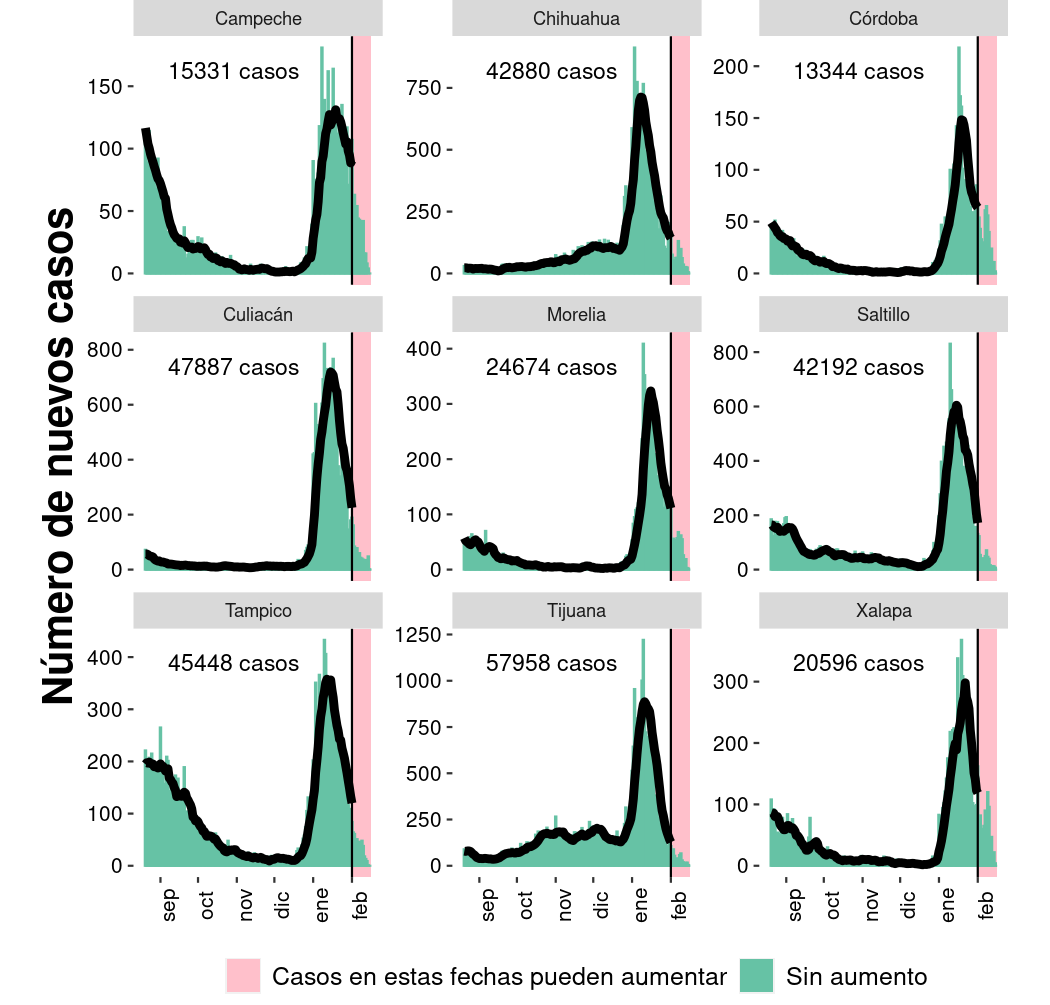 Número de nuevos casos
Campeche
15331 casos
150
100
50
0
Chihuahua
42880 casos
750
500
250
0
Córdoba
13344 casos
200
150
100
50
0
Culiacán
47887 casos
800
600
400
200
0
Morelia
24674 casos
400
300
200
100
0
Saltillo
42192 casos
800
600
400
200
0
Tampico
45448 casos
400
300
200
100
0
sep
oct
nov
dic
ene
feb
Tijuana
57958 casos
1250
1000
750
500
250
0
sep
oct
nov
dic
ene
feb
Xalapa
20596 casos
300
200
100
0
sep
oct
nov
dic
ene
feb
Casos en estas fechas pueden aumentar
Sin aumento